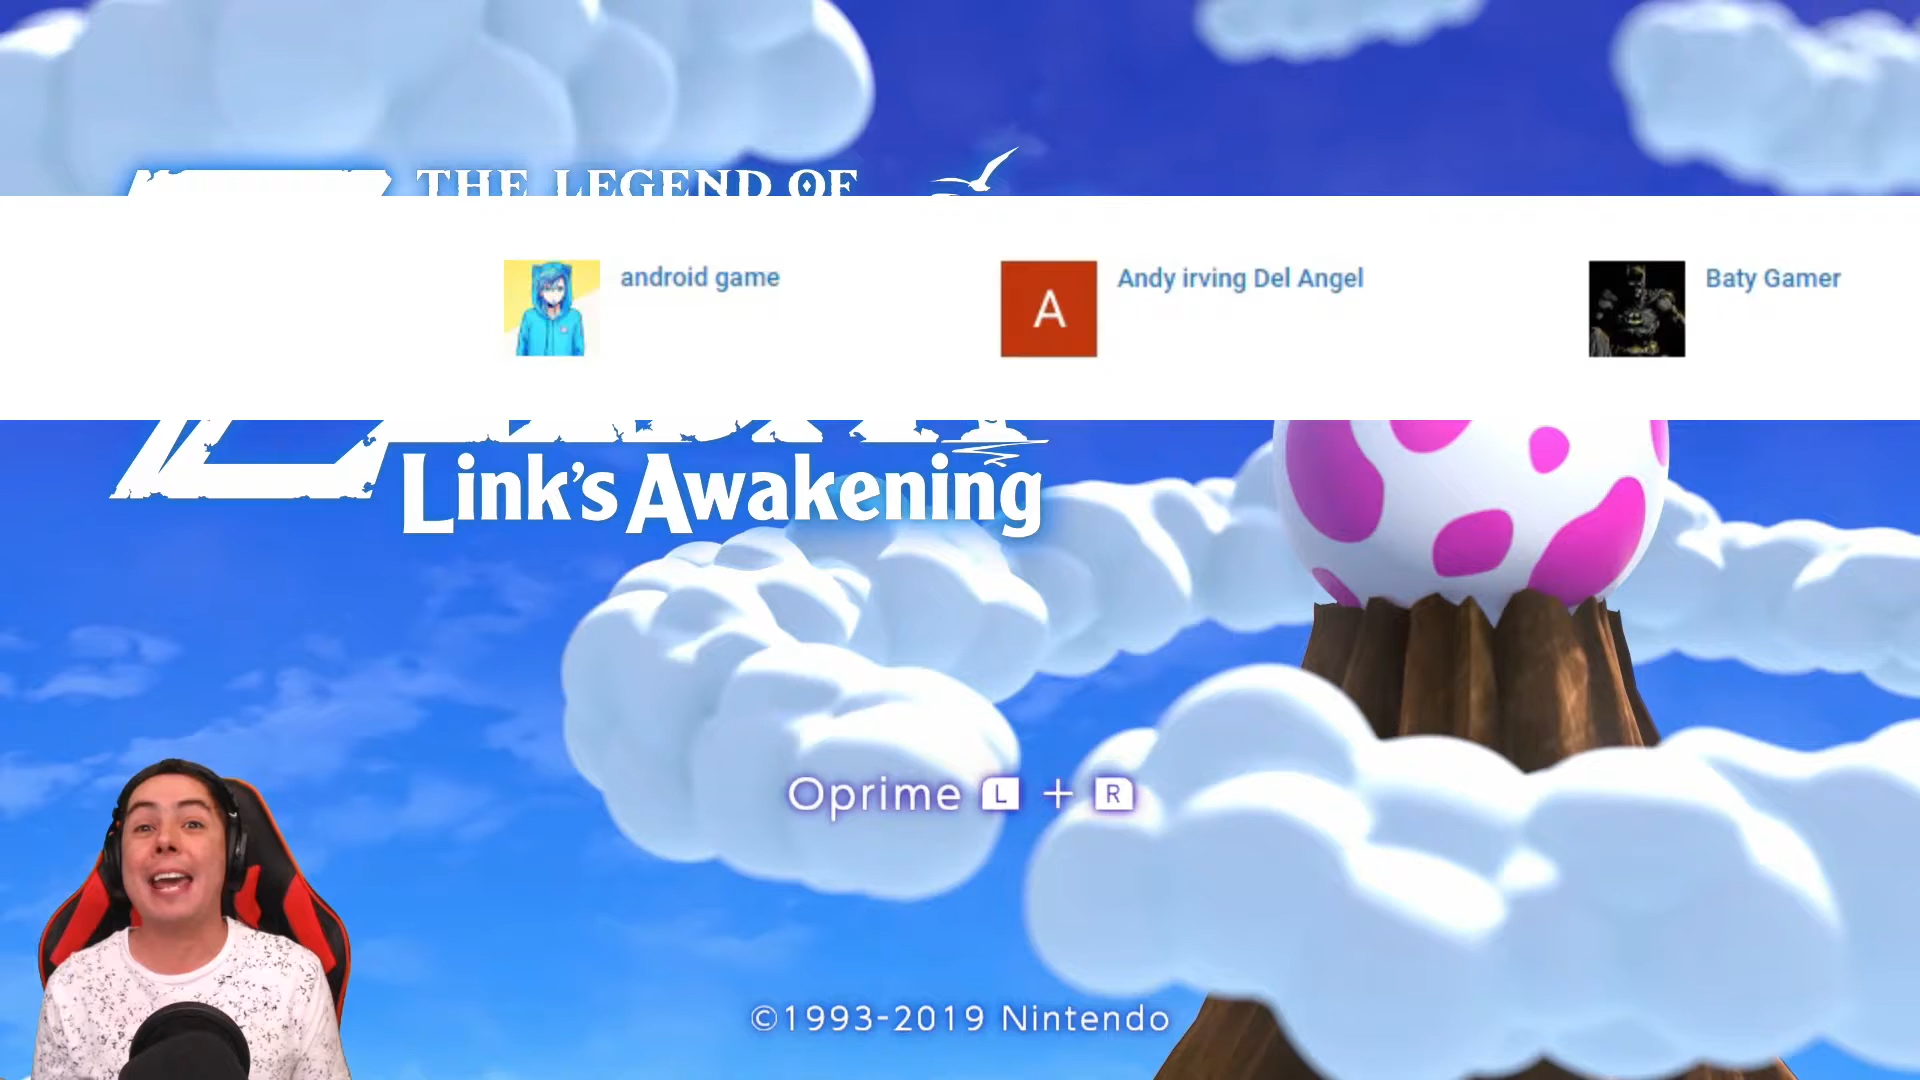 THE LEGEND OF
android game
Andy irving Del Angel
Baty Gamer
A
Link's Awakening
Oprime L + R
©1993-2019 Nintendo